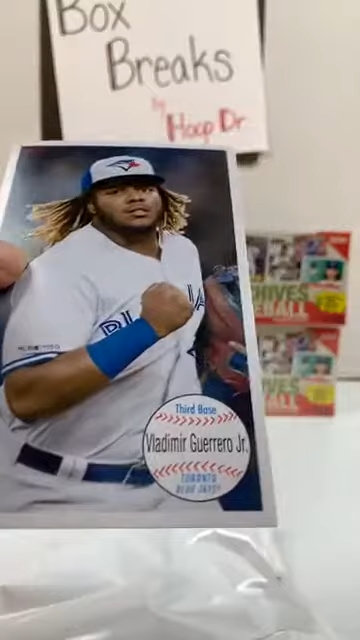 Box
Breaks
by
Hoop Dr
Third Base
Vladimir Guerrero Jr.
TORONTO
BLUE JAYS